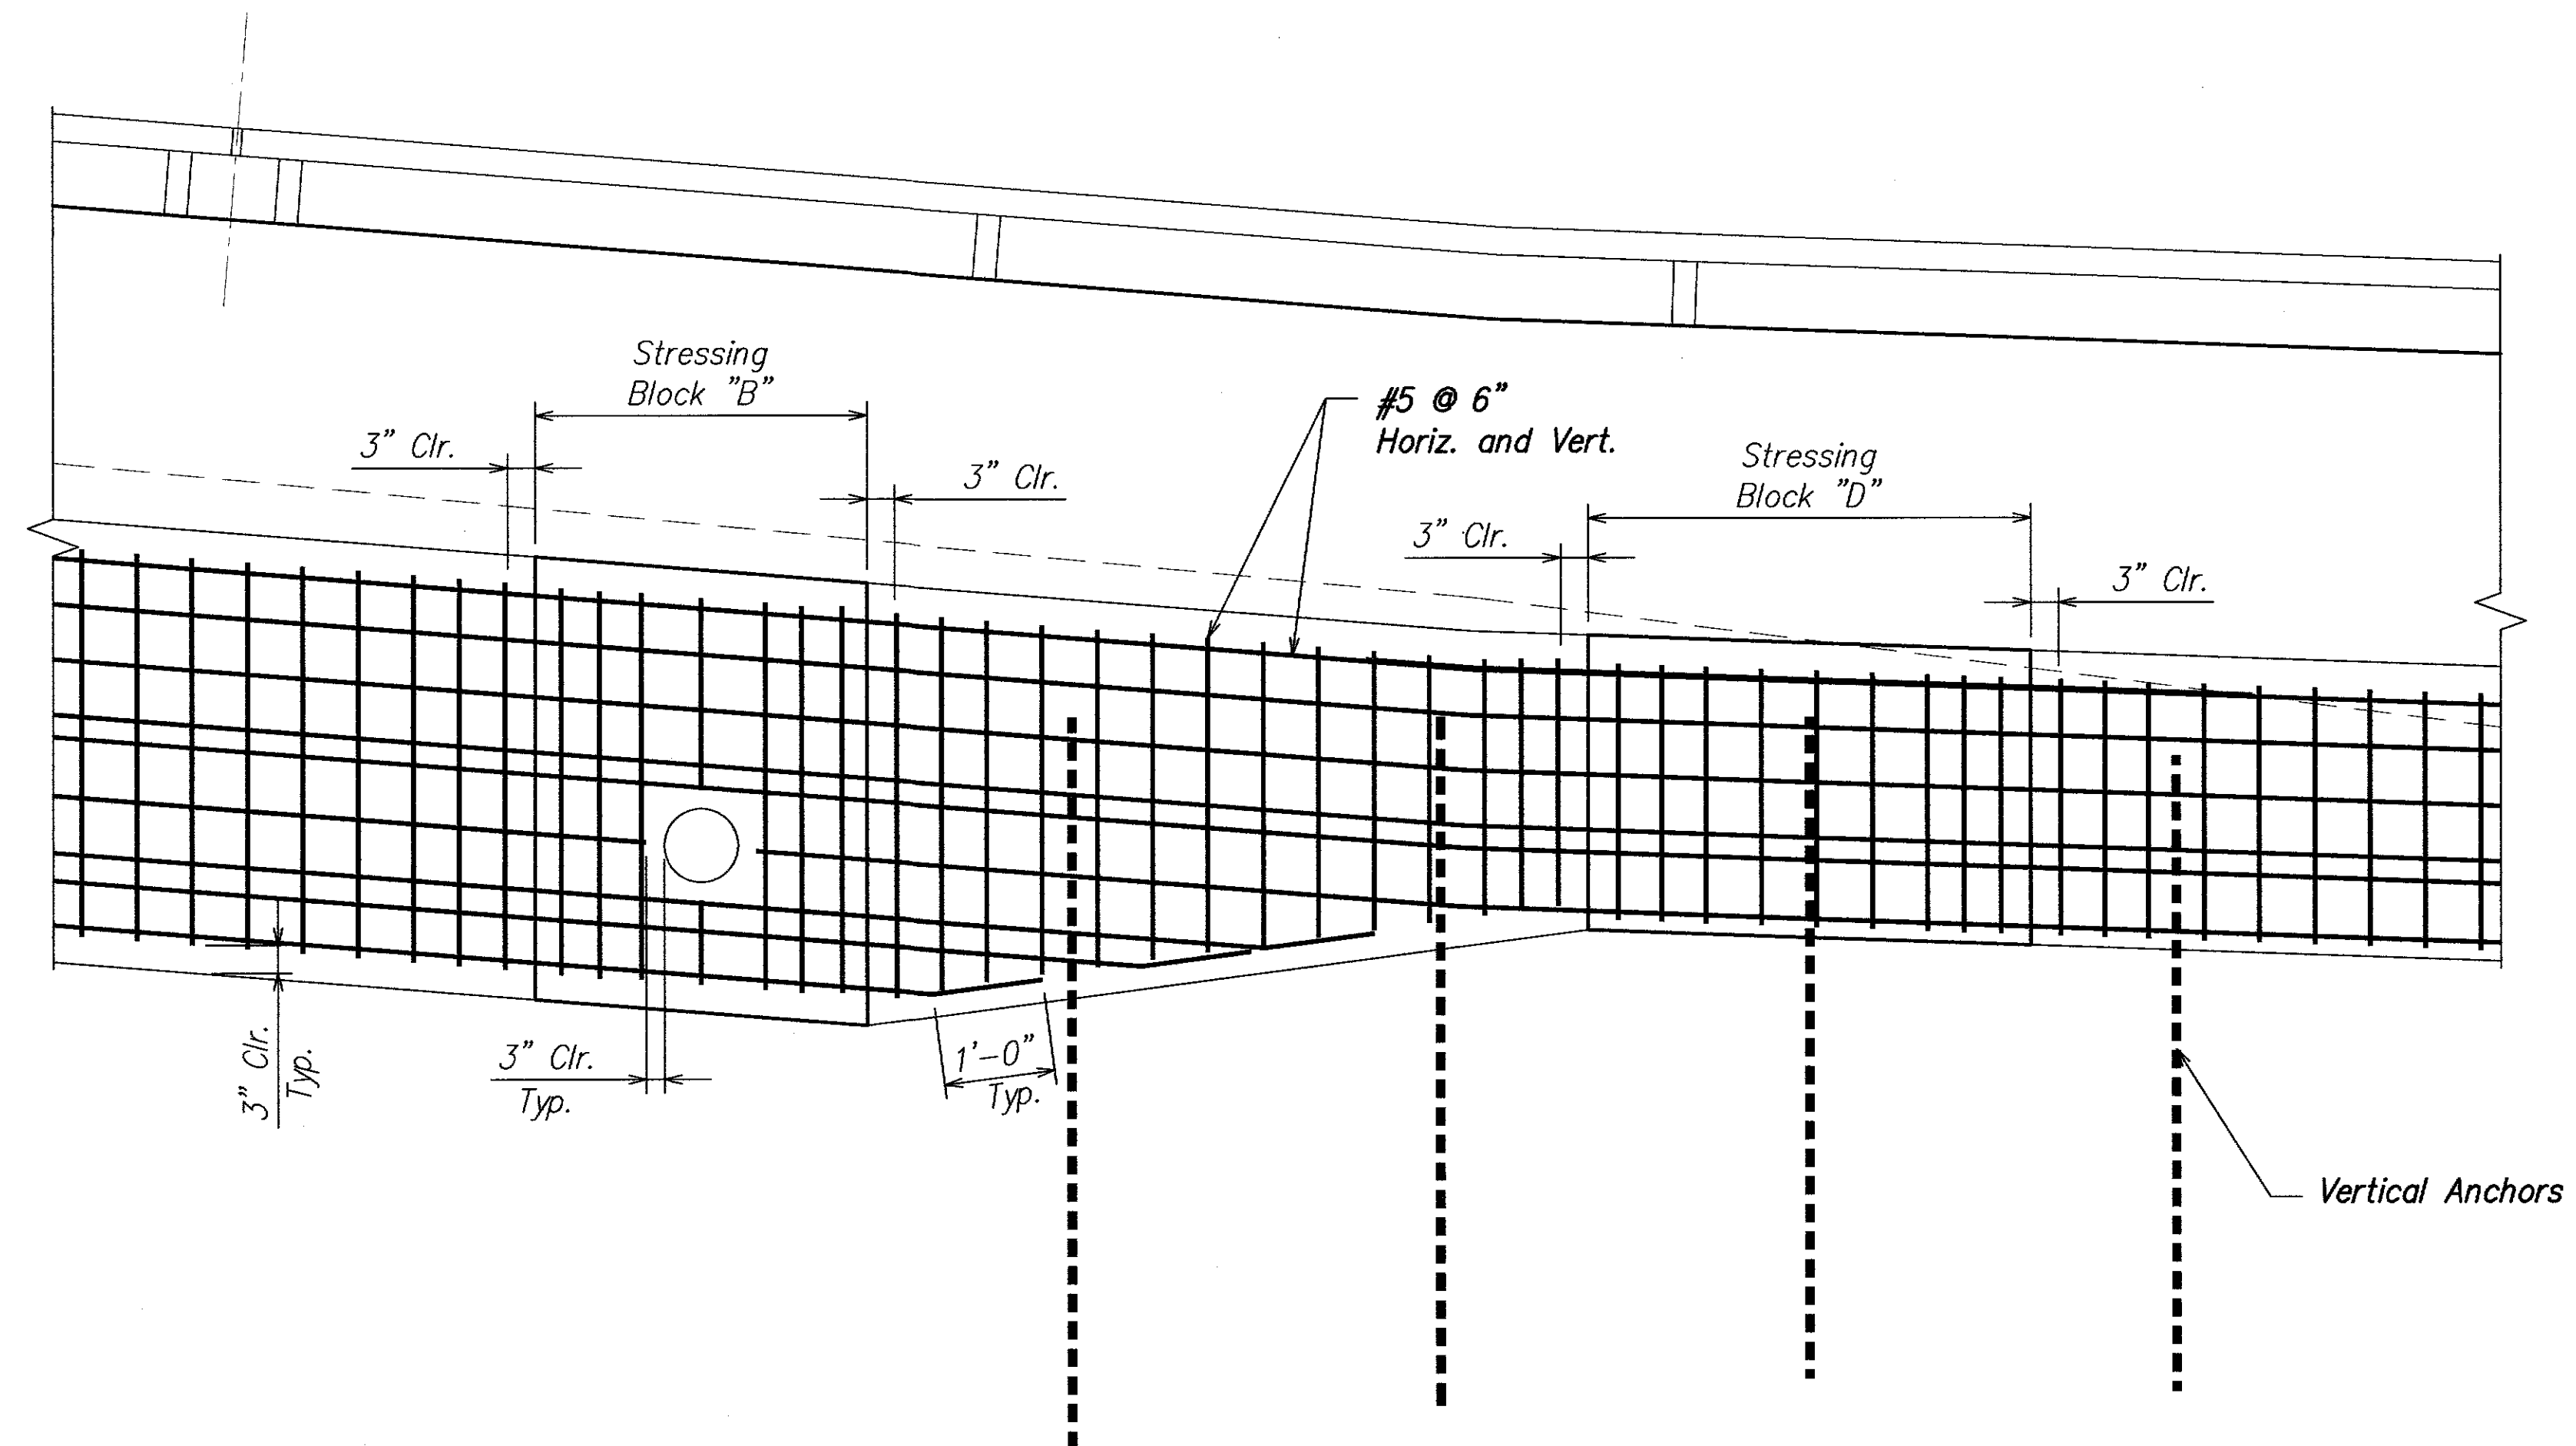 Stressing
Block "B"
#5 @ 6"
Horiz. and Vert.
3" Clr.
3" Clr.
Stressing
Block "D"
3" Clr.
3" Clr.
3" Clr.
Typ.
3" Clr.
Typ.
1'-0"
Typ.
Vertical Anchors